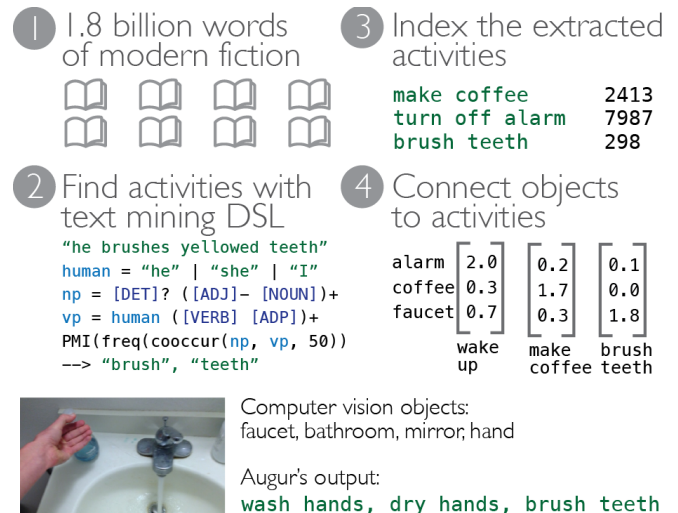 1 1.8 billion words
of modern fiction
2 Find activities with
text mining DSL
“he brushes yellowed teeth”
human = “he” | “she” | “I”
np = [DET]? ([ADJ]- [NOUN])+
vp = human ([VERB] [ADP])+
PMI(freq(cooccur(np, vp, 50))
--> “brush”, “teeth”
3 Index the extracted
activities
make coffee 2413
turn off alarm 7987
brush teeth 298
4 Connect objects
to activities
alarm 2.0 0.2 0.1
coffee 0.3 1.7 0.0
faucet 0.7 0.3 1.8
wake make brush
up coffee teeth
Computer vision objects:
faucet, bathroom, mirror, hand
Augur’s output:
wash hands, dry hands, brush teeth